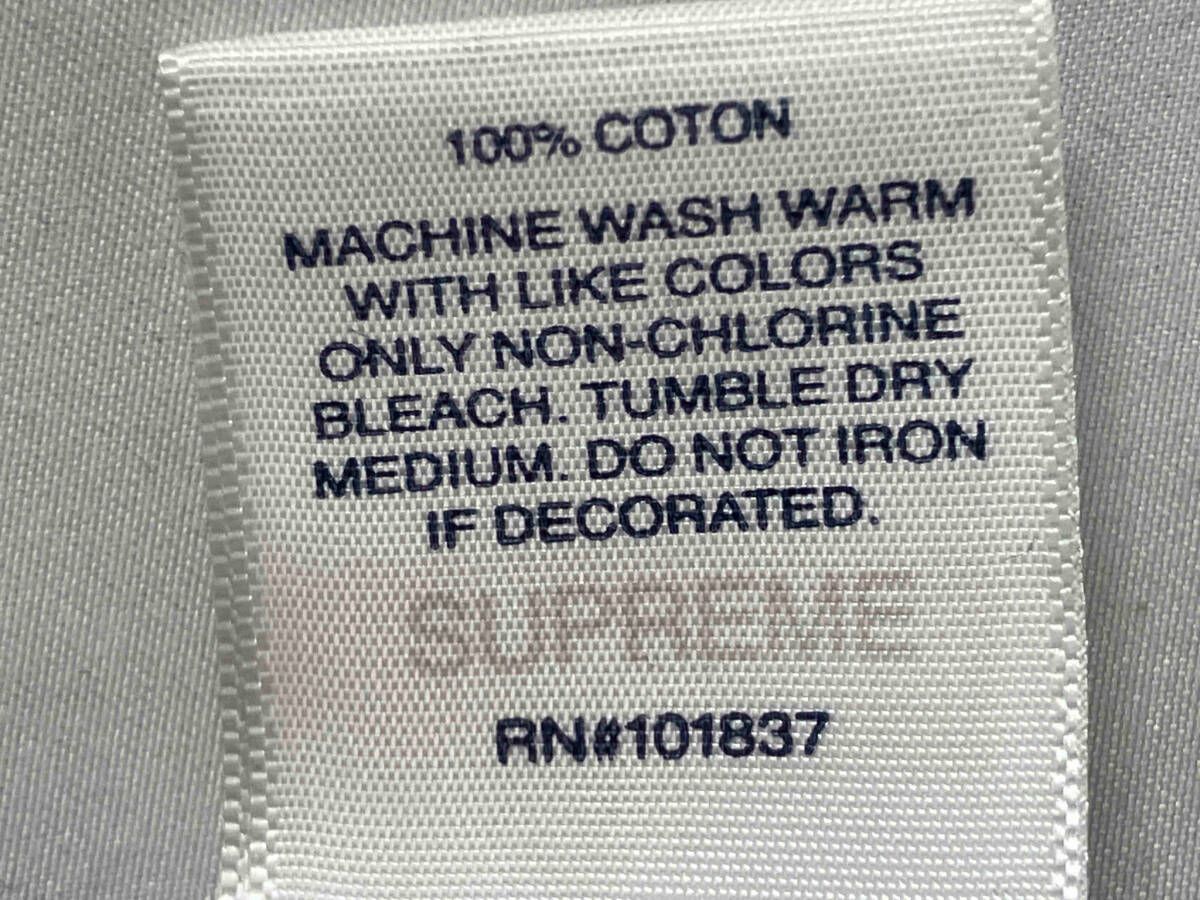 100% COTON
MACHINE WASH WARM
WITH LIKE COLORS
ONLY NON-CHLORINE
BLEACH. TUMBLE DRY
MEDIUM. DO NOT IRON
IF DECORATED.
SUPREME
RN#101837